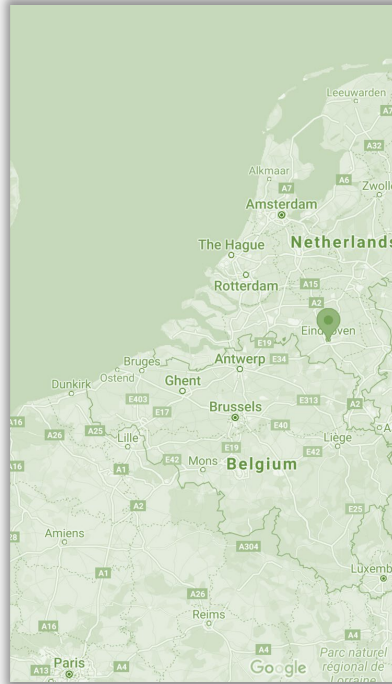 Leeuwarden
A7
A32
Alkmaar
A7
A6
Zwolle
Amsterdam
The Hague
Netherlands
Rotterdam
A15
A2
Eindhoven
E19
Bruges
Antwerp
E34
Ostend
Dunkirk
Ghent
E403
E313
A2
E17
Brussels
A16
A26
A25
E40
Lille
Liège
E19
E42
E42
Mons
Belgium
A16
A1
A2
E25
Amiens
A304
A1
Luxemb
A26
Reims
A16
A4
A4
Paris
A13
A4
Google
Parc naturel
régional de
Lorraine